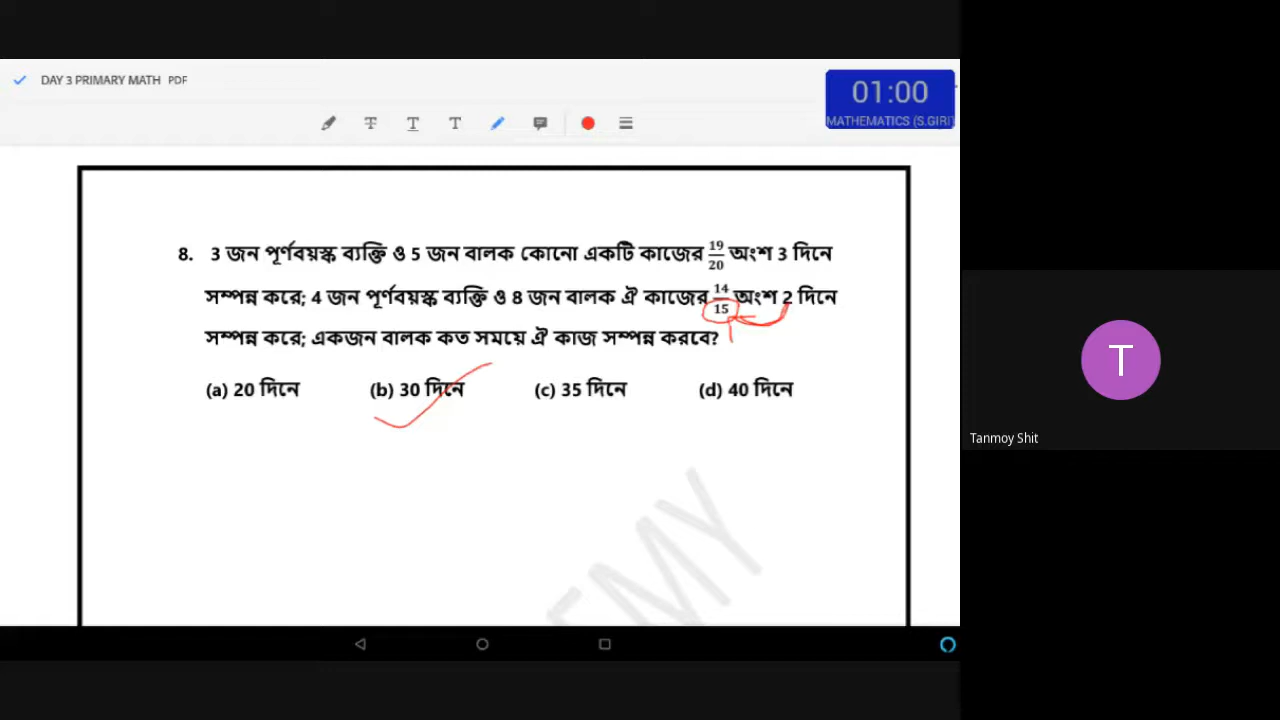 DAY 3 PRIMARY MATH PDF
01:00
MATHEMATICS (S.GIRI)
T T T
8. 3 জন পূর্ণবয়স্ক ব্যক্তি ও 5 জন বালক কোনো একটি কাজের 19/20 অংশ 3 দিনে
সম্পন্ন করে; 4 জন পূর্ণবয়স্ক ব্যক্তি ও 8 জন বালক ঐ কাজের 14/15 অংশ 2 দিনে
সম্পন্ন করে; একজন বালক কত সময়ে ঐ কাজ সম্পন্ন করবে?
(a) 20 দিনে (b) 30 দিনে (c) 35 দিনে (d) 40 দিনে
EMY
T
Tanmoy Shit